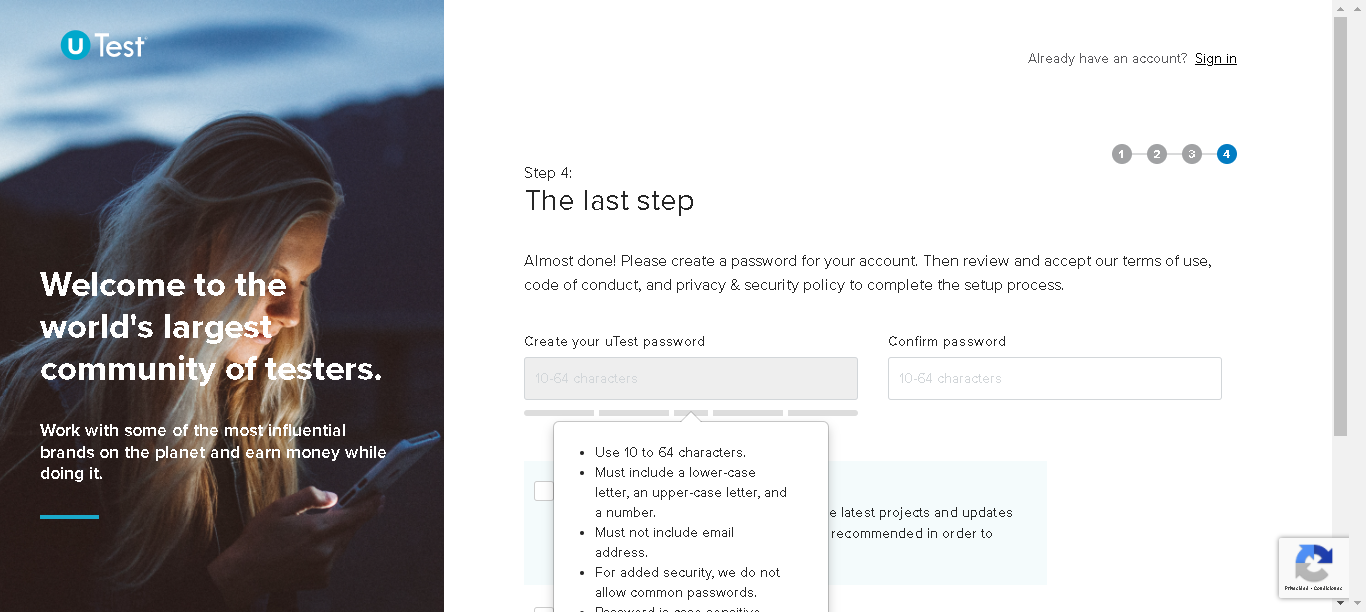 U Test
Already have an account? Sign in
1 2 3 4
Step 4:
The last step
Welcome to the
world's largest
community of testers.
Work with some of the most influential
brands on the planet and earn money while
doing it.
Almost done! Please create a password for your account. Then review and accept our terms of use,
code of conduct, and privacy & security policy to complete the setup process.
Create your uTest password
Confirm password
10-64 characters
10-64 characters
Use 10 to 64 characters.
Must include a lower-case
letter, an upper-case letter, and
a number.
Must not include email
address.
For added security, we do not
allow common passwords.
Password is case sensitive
latest projects and updates
recommended in order to
Privacidad - Condiciones